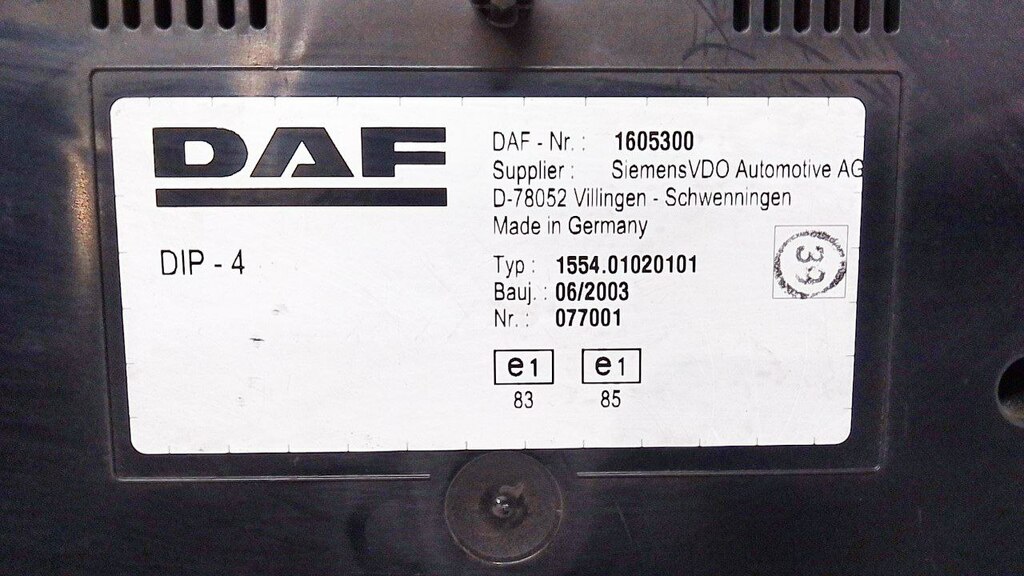 DAF
DIP - 4
DAF - Nr. : 1605300
Supplier : SiemensVDO Automotive AG
D-78052 Villingen - Schwenningen
Made in Germany
Typ : 1554.01020101
Bauj. : 06/2003
Nr. : 077001
e1 e1
83 85
33